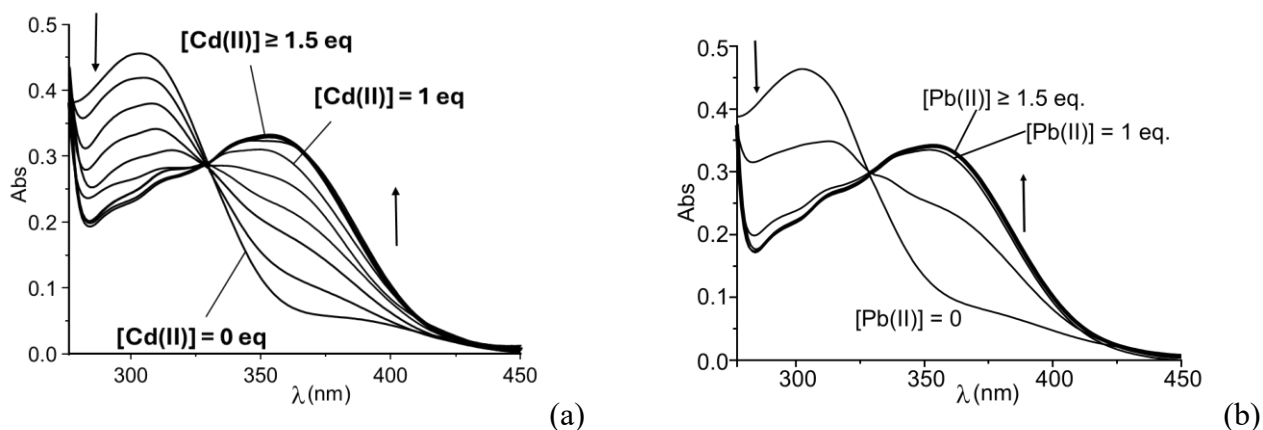 0.5
0.4
0.3
0.2
0.1
0.0
Abs
[Cd(II)] ≥ 1.5 eq
[Cd(II)] = 1 eq
[Cd(II)] = 0 eq
300
350
400
450
λ (nm)
(a)
0.5
0.4
0.3
0.2
0.1
0.0
Abs
[Pb(II)] ≥ 1.5 eq.
[Pb(II)] = 1 eq.
[Pb(II)] = 0
300
350
400
450
λ (nm)
(b)